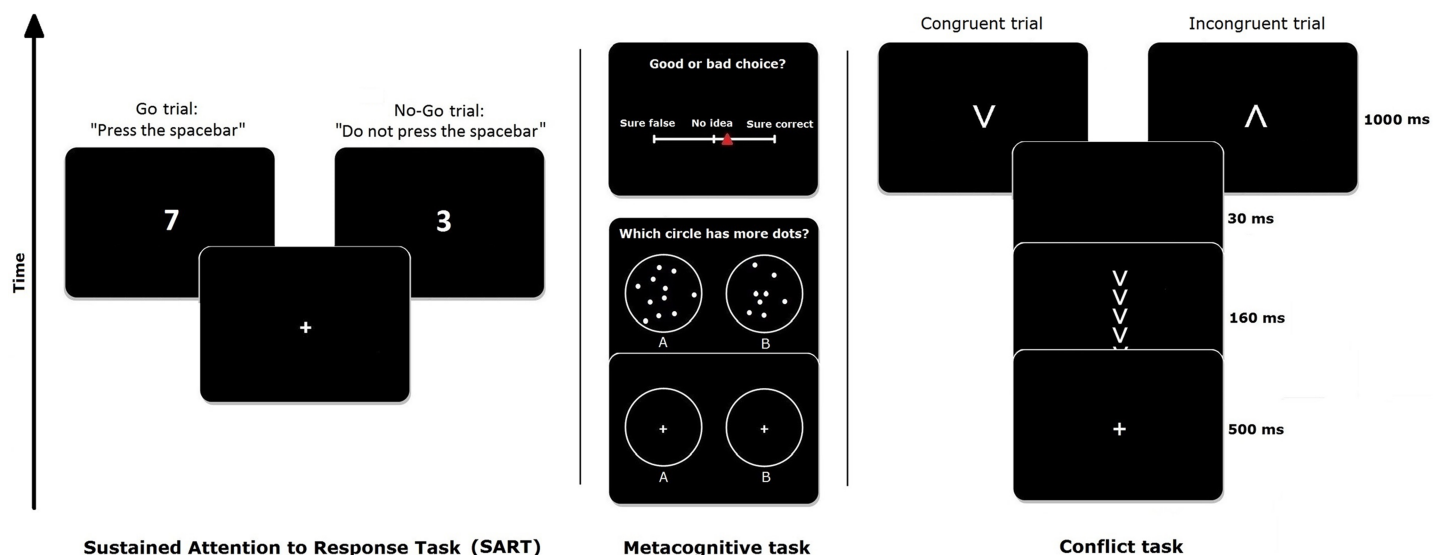 Time
Go trial:
"Press the spacebar"
No-Go trial:
"Do not press the spacebar"
7
3
+
Sustained Attention to Response Task (SART)
Good or bad choice?
Sure false No idea Sure correct
Which circle has more dots?
A B
+ +
A B
Metacognitive task
Congruent trial
Incongruent trial
V
Λ
1000 ms
30 ms
V
V
V
V
160 ms
+
500 ms
Conflict task